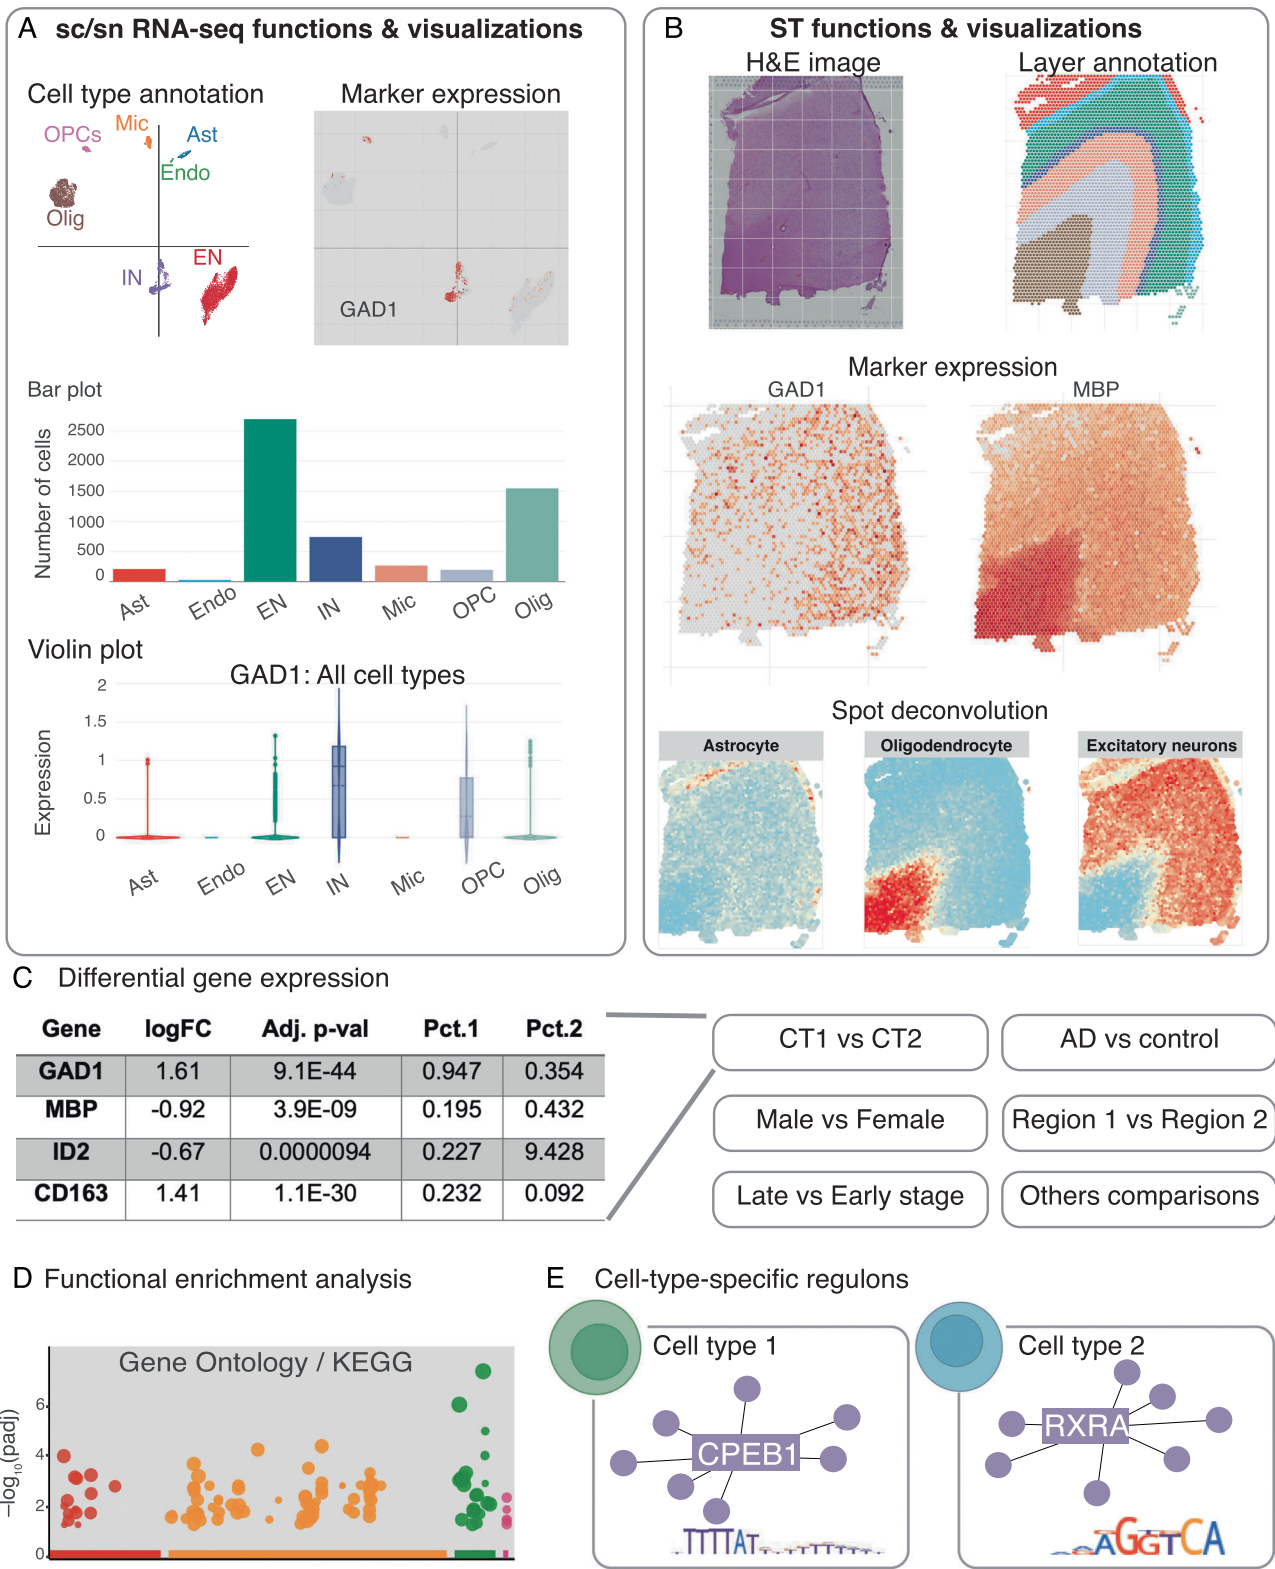 A sc/sn RNA-seq functions & visualizations
Cell type annotation
Marker expression
OPCs
Mic
Ast
Endo
Olig
IN
EN
GAD1
Bar plot
Number of cells
2500
2000
1500
1000
500
0
Ast
Endo
EN
IN
Mic
OPC
Olig
Violin plot
GAD1: All cell types
Expression
2
1.5
1
0.5
0
Ast
Endo
EN
IN
Mic
OPC
Olig
B ST functions & visualizations
H&E image
Layer annotation
Marker expression
GAD1
MBP
Spot deconvolution
Astrocyte
Oligodendrocyte
Excitatory neurons
C Differential gene expression
Gene logFC Adj. p-val Pct.1 Pct.2
GAD1 1.61 9.1E-44 0.947 0.354
MBP -0.92 3.9E-09 0.195 0.432
ID2 -0.67 0.0000094 0.227 9.428
CD163 1.41 1.1E-30 0.232 0.092
CT1 vs CT2
AD vs control
Male vs Female
Region 1 vs Region 2
Late vs Early stage
Others comparisons
D Functional enrichment analysis
Gene Ontology / KEGG
−log10(padj)
6
4
2
0
E Cell-type-specific regulons
Cell type 1
CPEB1
TTTTAT
Cell type 2
RXRA
AGGTCA